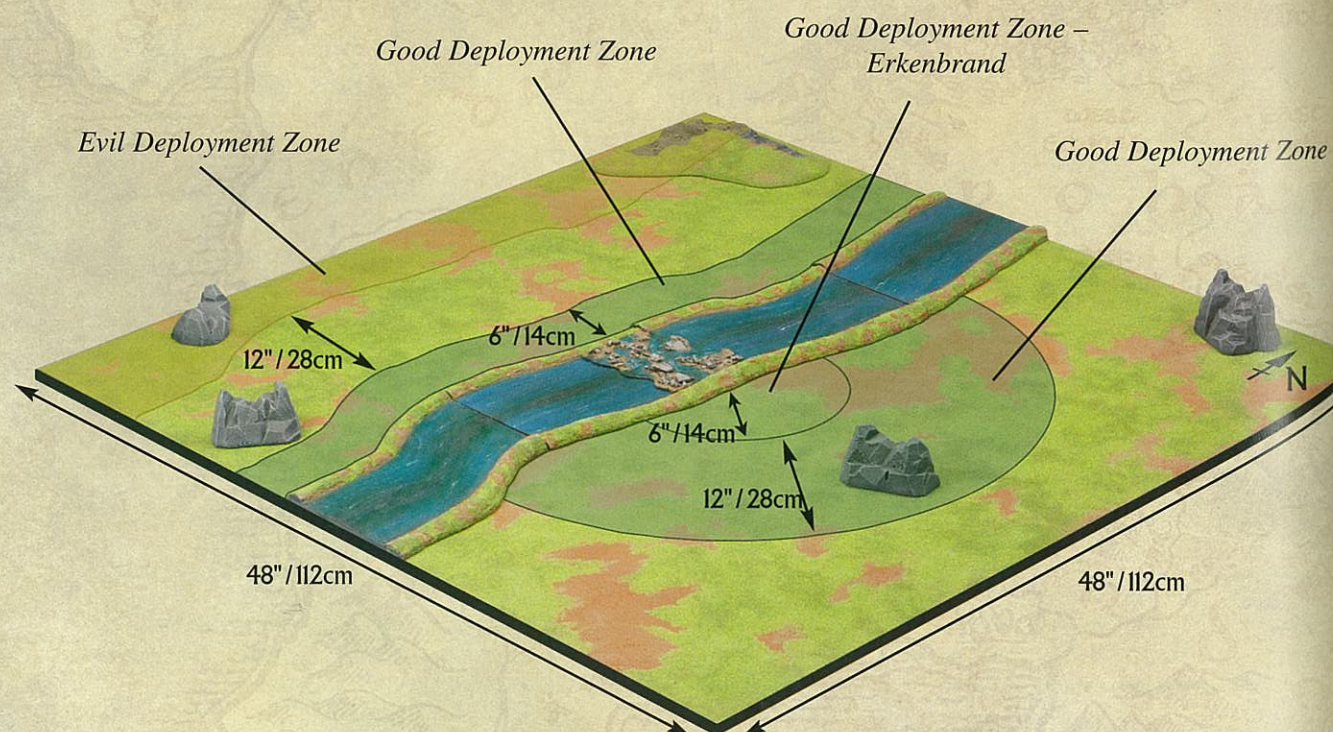 Good Deployment Zone –
Erkenbrand
Good Deployment Zone
Evil Deployment Zone
Good Deployment Zone
6"/14cm
12"/28cm
N
6"/14cm
12"/28cm
48"/112cm
48"/112cm